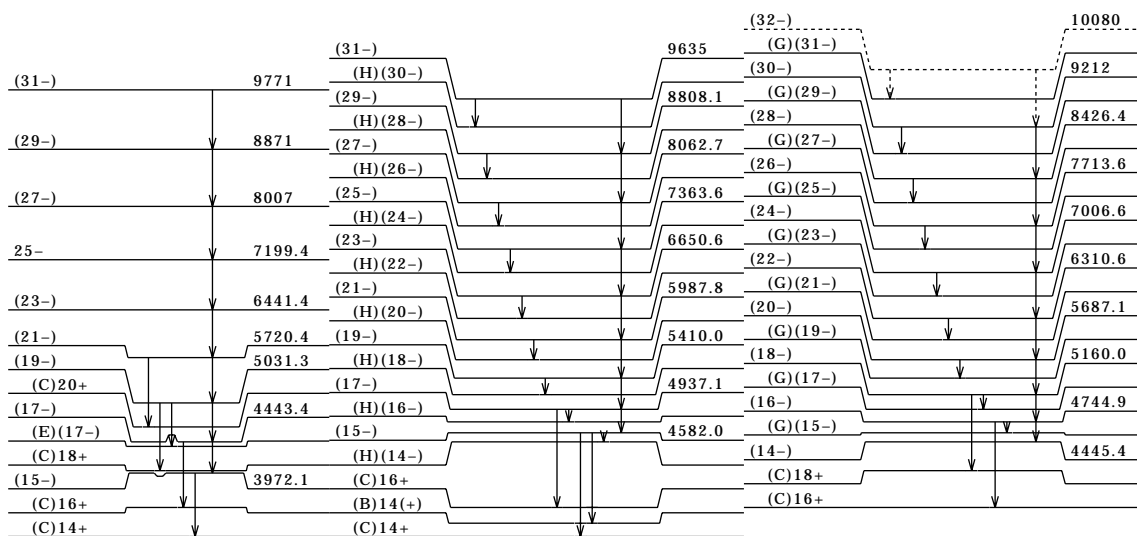 (31-) 9771
(29-) 8871
(27-) 8007
25- 7199.4
(23-) 6441.4
(21-) 5720.4
(19-) 5031.3
(C)20+
(17-) 4443.4
(E)(17-)
(C)18+
(15-) 3972.1
(C)16+
(C)14+
(31-) 9635
(H)(30-)
(29-) 8808.1
(H)(28-)
(27-) 8062.7
(H)(26-)
(25-) 7363.6
(H)(24-)
(23-) 6650.6
(H)(22-)
(21-) 5987.8
(H)(20-)
(19-) 5410.0
(H)(18-)
(17-) 4937.1
(H)(16-)
(15-) 4582.0
(H)(14-)
(C)16+
(B)14(+)
(C)14+
(32-) 10080
(G)(31-)
(30-) 9212
(G)(29-)
(28-) 8426.4
(G)(27-)
(26-) 7713.6
(G)(25-)
(24-) 7006.6
(G)(23-)
(22-) 6310.6
(G)(21-)
(20-) 5687.1
(G)(19-)
(18-) 5160.0
(G)(17-)
(16-) 4744.9
(G)(15-)
(14-) 4445.4
(C)18+
(C)16+